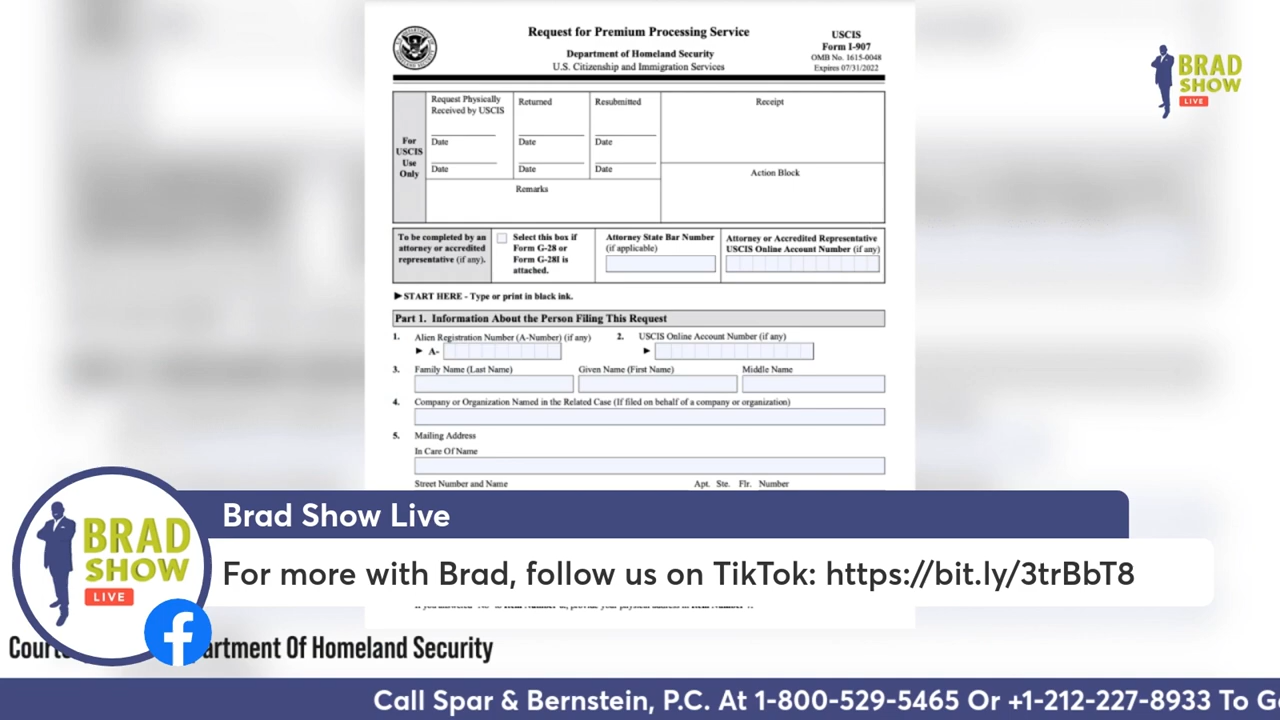 Request for Premium Processing Service
Department of Homeland Security
U.S. Citizenship and Immigration Services
USCIS
Form I-907
OMB No. 1615-0048
Expires 07/31/2022
BRAD
SHOW
LIVE
For
USCIS
Use
Only
Request Physically
Received by USCIS
Date
Date
Returned
Date
Date
Resubmitted
Date
Date
Receipt
Remarks
Action Block
To be completed by an
attorney or accredited
representative (if any).
Select this box if
Form G-28 or
Form G-28I is
attached.
Attorney State Bar Number
(if applicable)
Attorney or Accredited Representative
USCIS Online Account Number (if any)
►START HERE - Type or print in black ink.
Part 1. Information About the Person Filing This Request
1. Alien Registration Number (A-Number) (if any)
► A-
2. USCIS Online Account Number (if any)
►
3. Family Name (Last Name) Given Name (First Name) Middle Name
4. Company or Organization Named in the Related Case (If filed on behalf of a company or organization)
5. Mailing Address
In Care Of Name
Street Number and Name Apt. Ste. Flr. Number
BRAD
SHOW
LIVE
Brad Show Live
For more with Brad, follow us on TikTok: https://bit.ly/3trBbT8
Of Homeland Security
Call Spar & Bernstein, P.C. At 1-800-529-5465 Or +1-212-227-8933 To